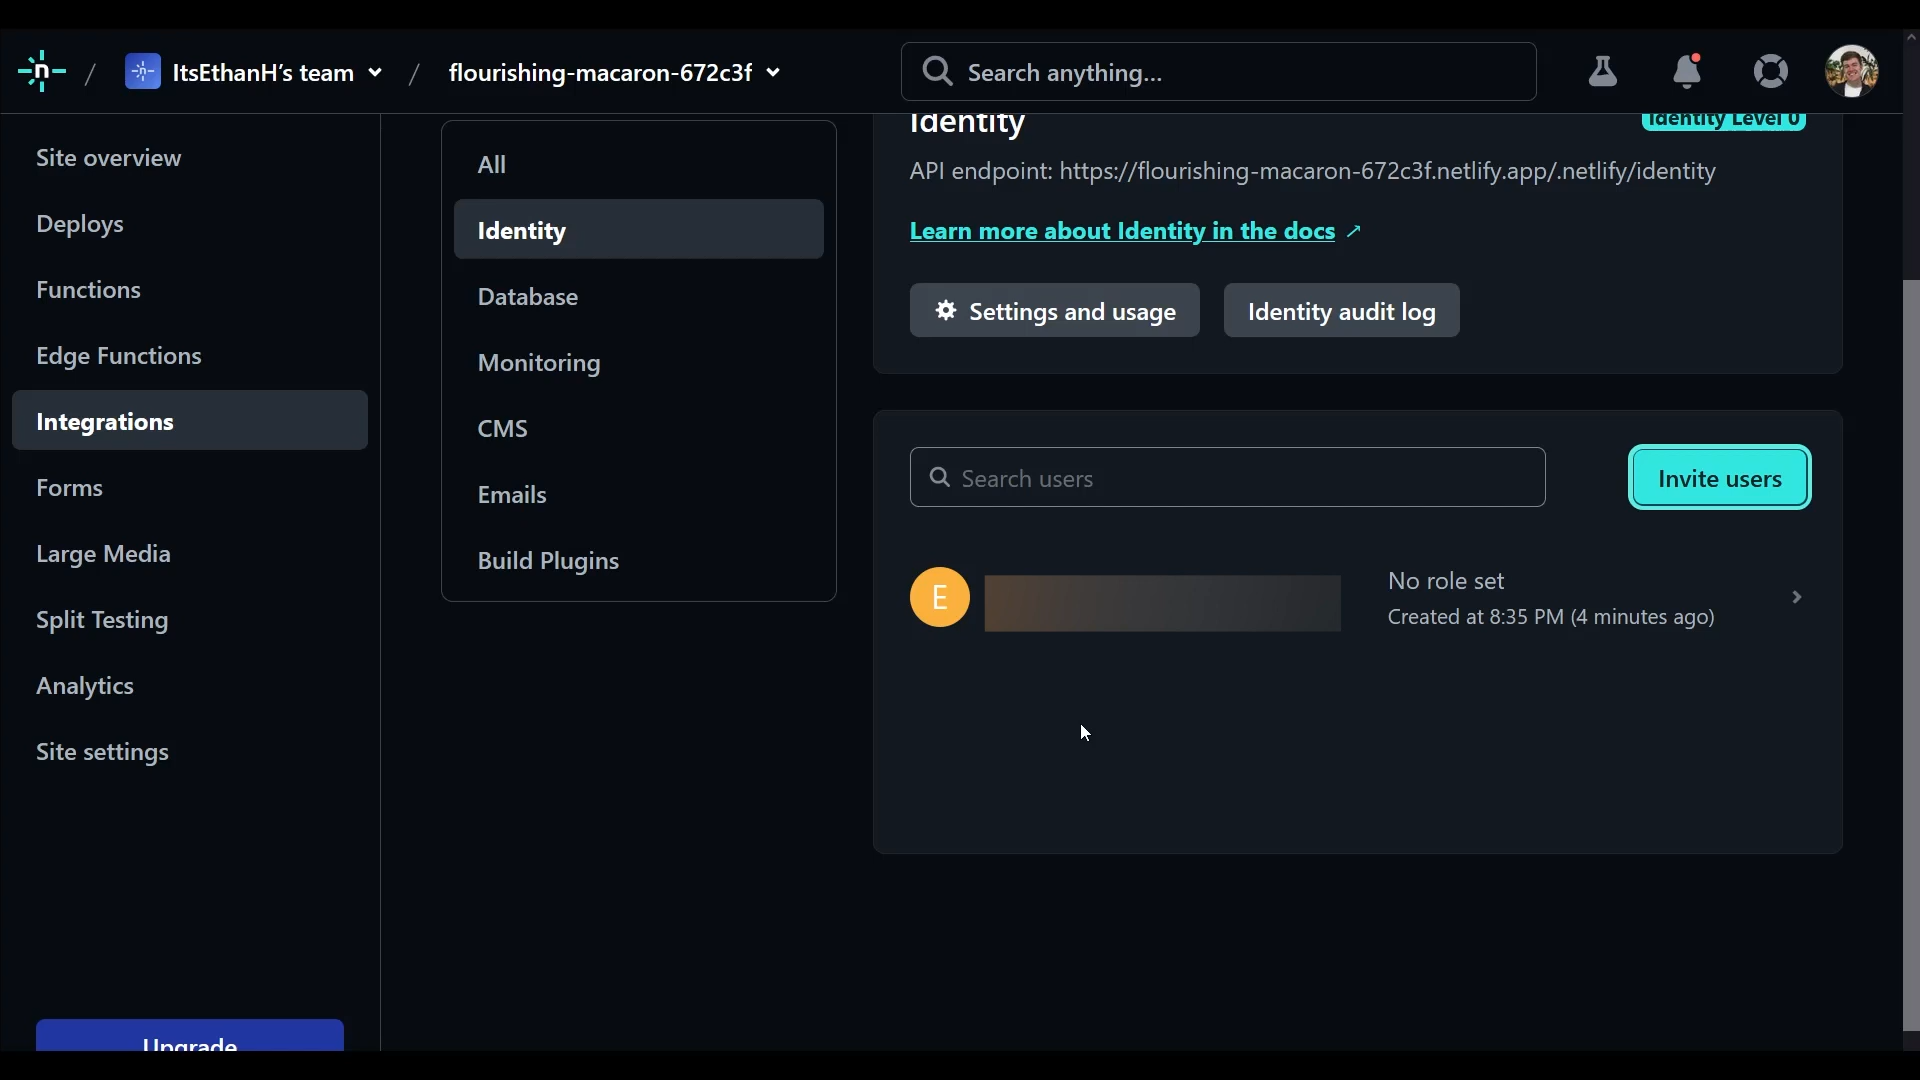 n / ItsEthanH's team / flourishing-macaron-672c3f
Search anything...
Site overview
Deploys
Functions
Edge Functions
Integrations
Forms
Large Media
Split Testing
Analytics
Site settings
Upgrade
All
Identity
Database
Monitoring
CMS
Emails
Build Plugins
Identity
Identity Level 0
API endpoint: https://flourishing-macaron-672c3f.netlify.app/.netlify/identity
Learn more about Identity in the docs ↗
Settings and usage
Identity audit log
Search users
Invite users
E
No role set
Created at 8:35 PM (4 minutes ago)